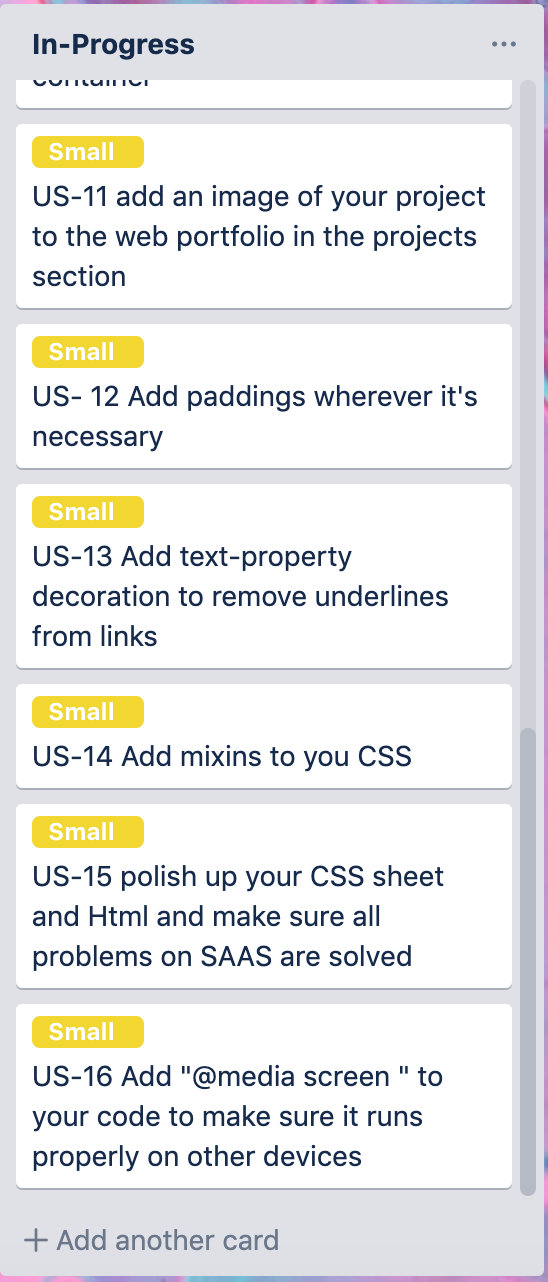 In-Progress
container
Small
US-11 add an image of your project
to the web portfolio in the projects
section
Small
US- 12 Add paddings wherever it's
necessary
Small
US-13 Add text-property
decoration to remove underlines
from links
Small
US-14 Add mixins to you CSS
Small
US-15 polish up your CSS sheet
and Html and make sure all
problems on SAAS are solved
Small
US-16 Add "@media screen " to
your code to make sure it runs
properly on other devices
+ Add another card